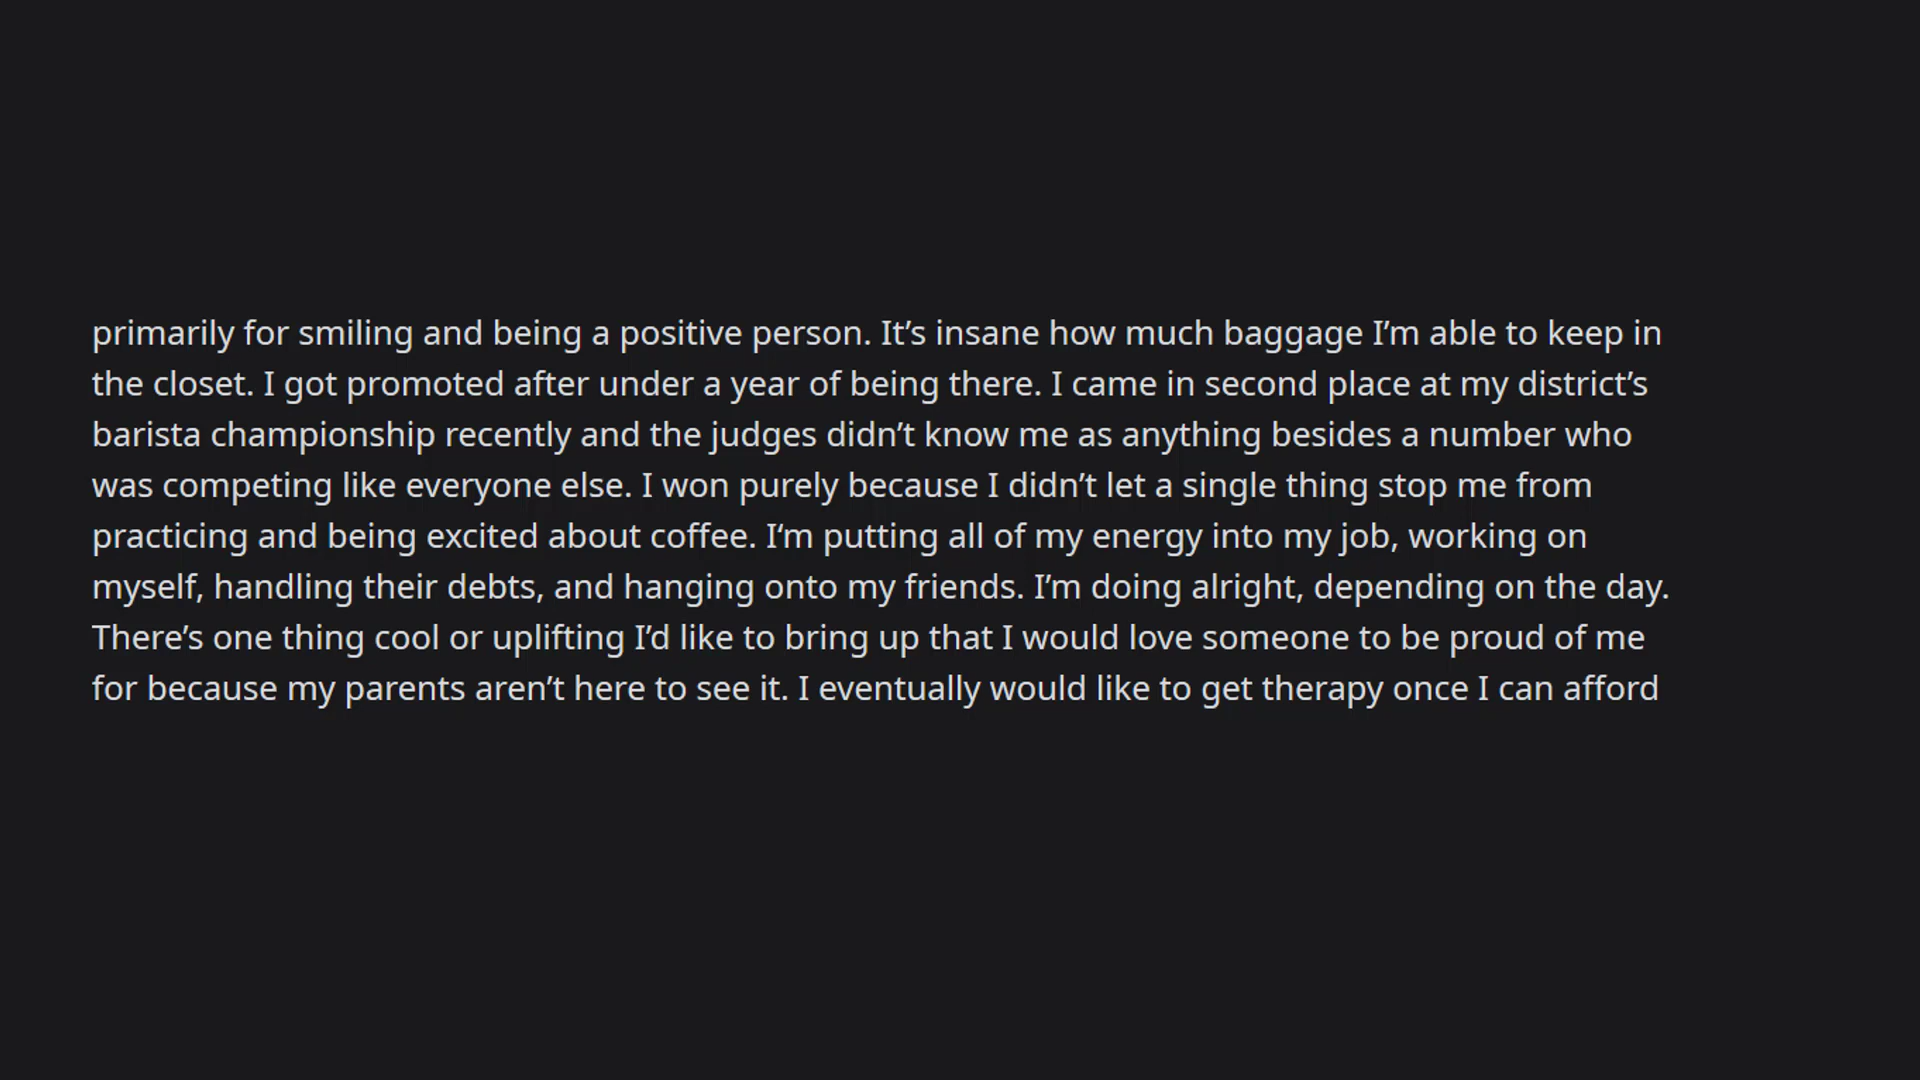 primarily for smiling and being a positive person. It’s insane how much baggage I’m able to keep in
the closet. I got promoted after under a year of being there. I came in second place at my district’s
barista championship recently and the judges didn’t know me as anything besides a number who
was competing like everyone else. I won purely because I didn’t let a single thing stop me from
practicing and being excited about coffee. I‘m putting all of my energy into my job, working on
myself, handling their debts, and hanging onto my friends. I’m doing alright, depending on the day.
There’s one thing cool or uplifting I’d like to bring up that I would love someone to be proud of me
for because my parents aren’t here to see it. I eventually would like to get therapy once I can afford